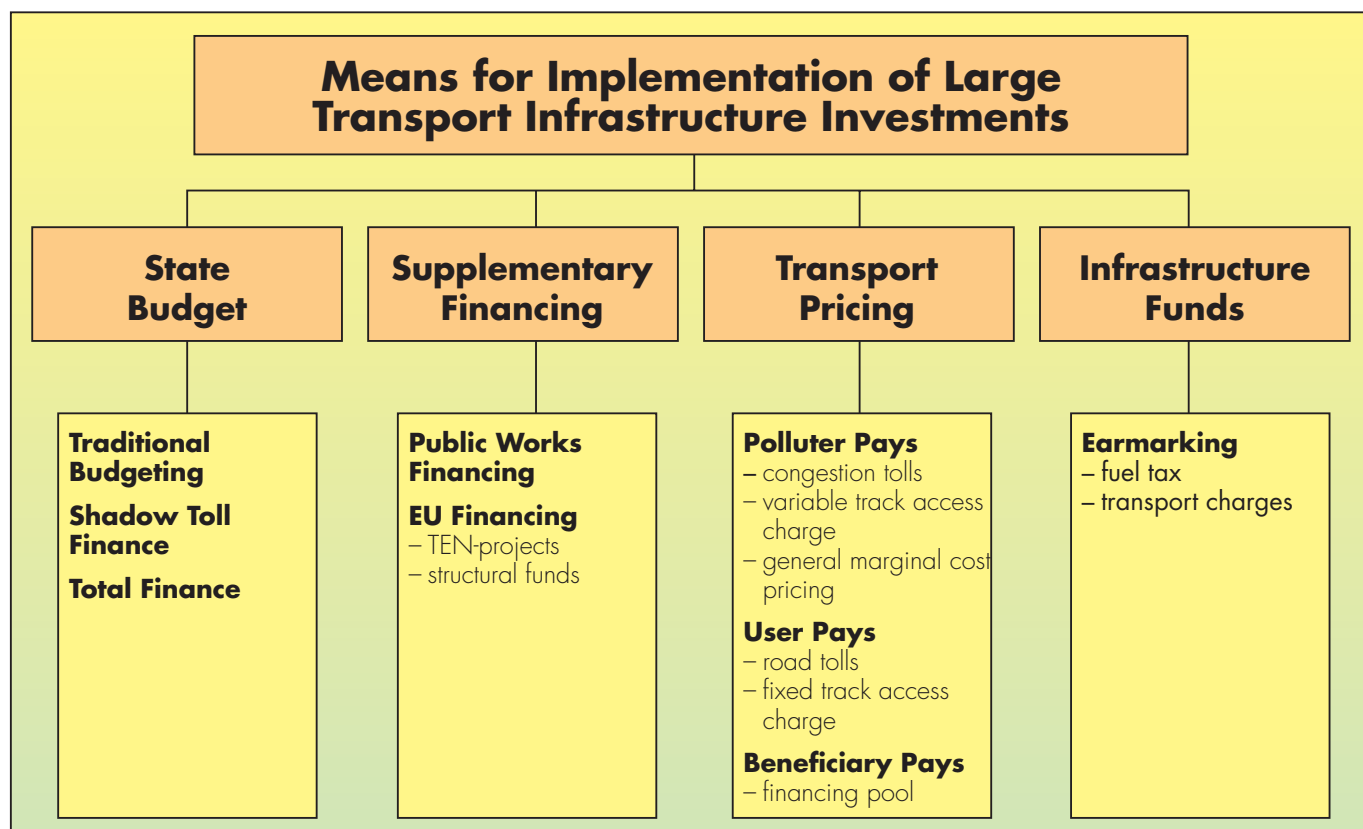 Means for Implementation of Large
Transport Infrastructure Investments
State
Budget
Supplementary
Financing
Transport
Pricing
Infrastructure
Funds
Traditional
Budgeting
Shadow Toll
Finance
Total Finance
Public Works
Financing
EU Financing
– TEN-projects
– structural funds
Polluter Pays
– congestion tolls
– variable track access
charge
– general marginal cost
pricing
User Pays
– road tolls
– fixed track access
charge
Beneficiary Pays
– financing pool
Earmarking
– fuel tax
– transport charges